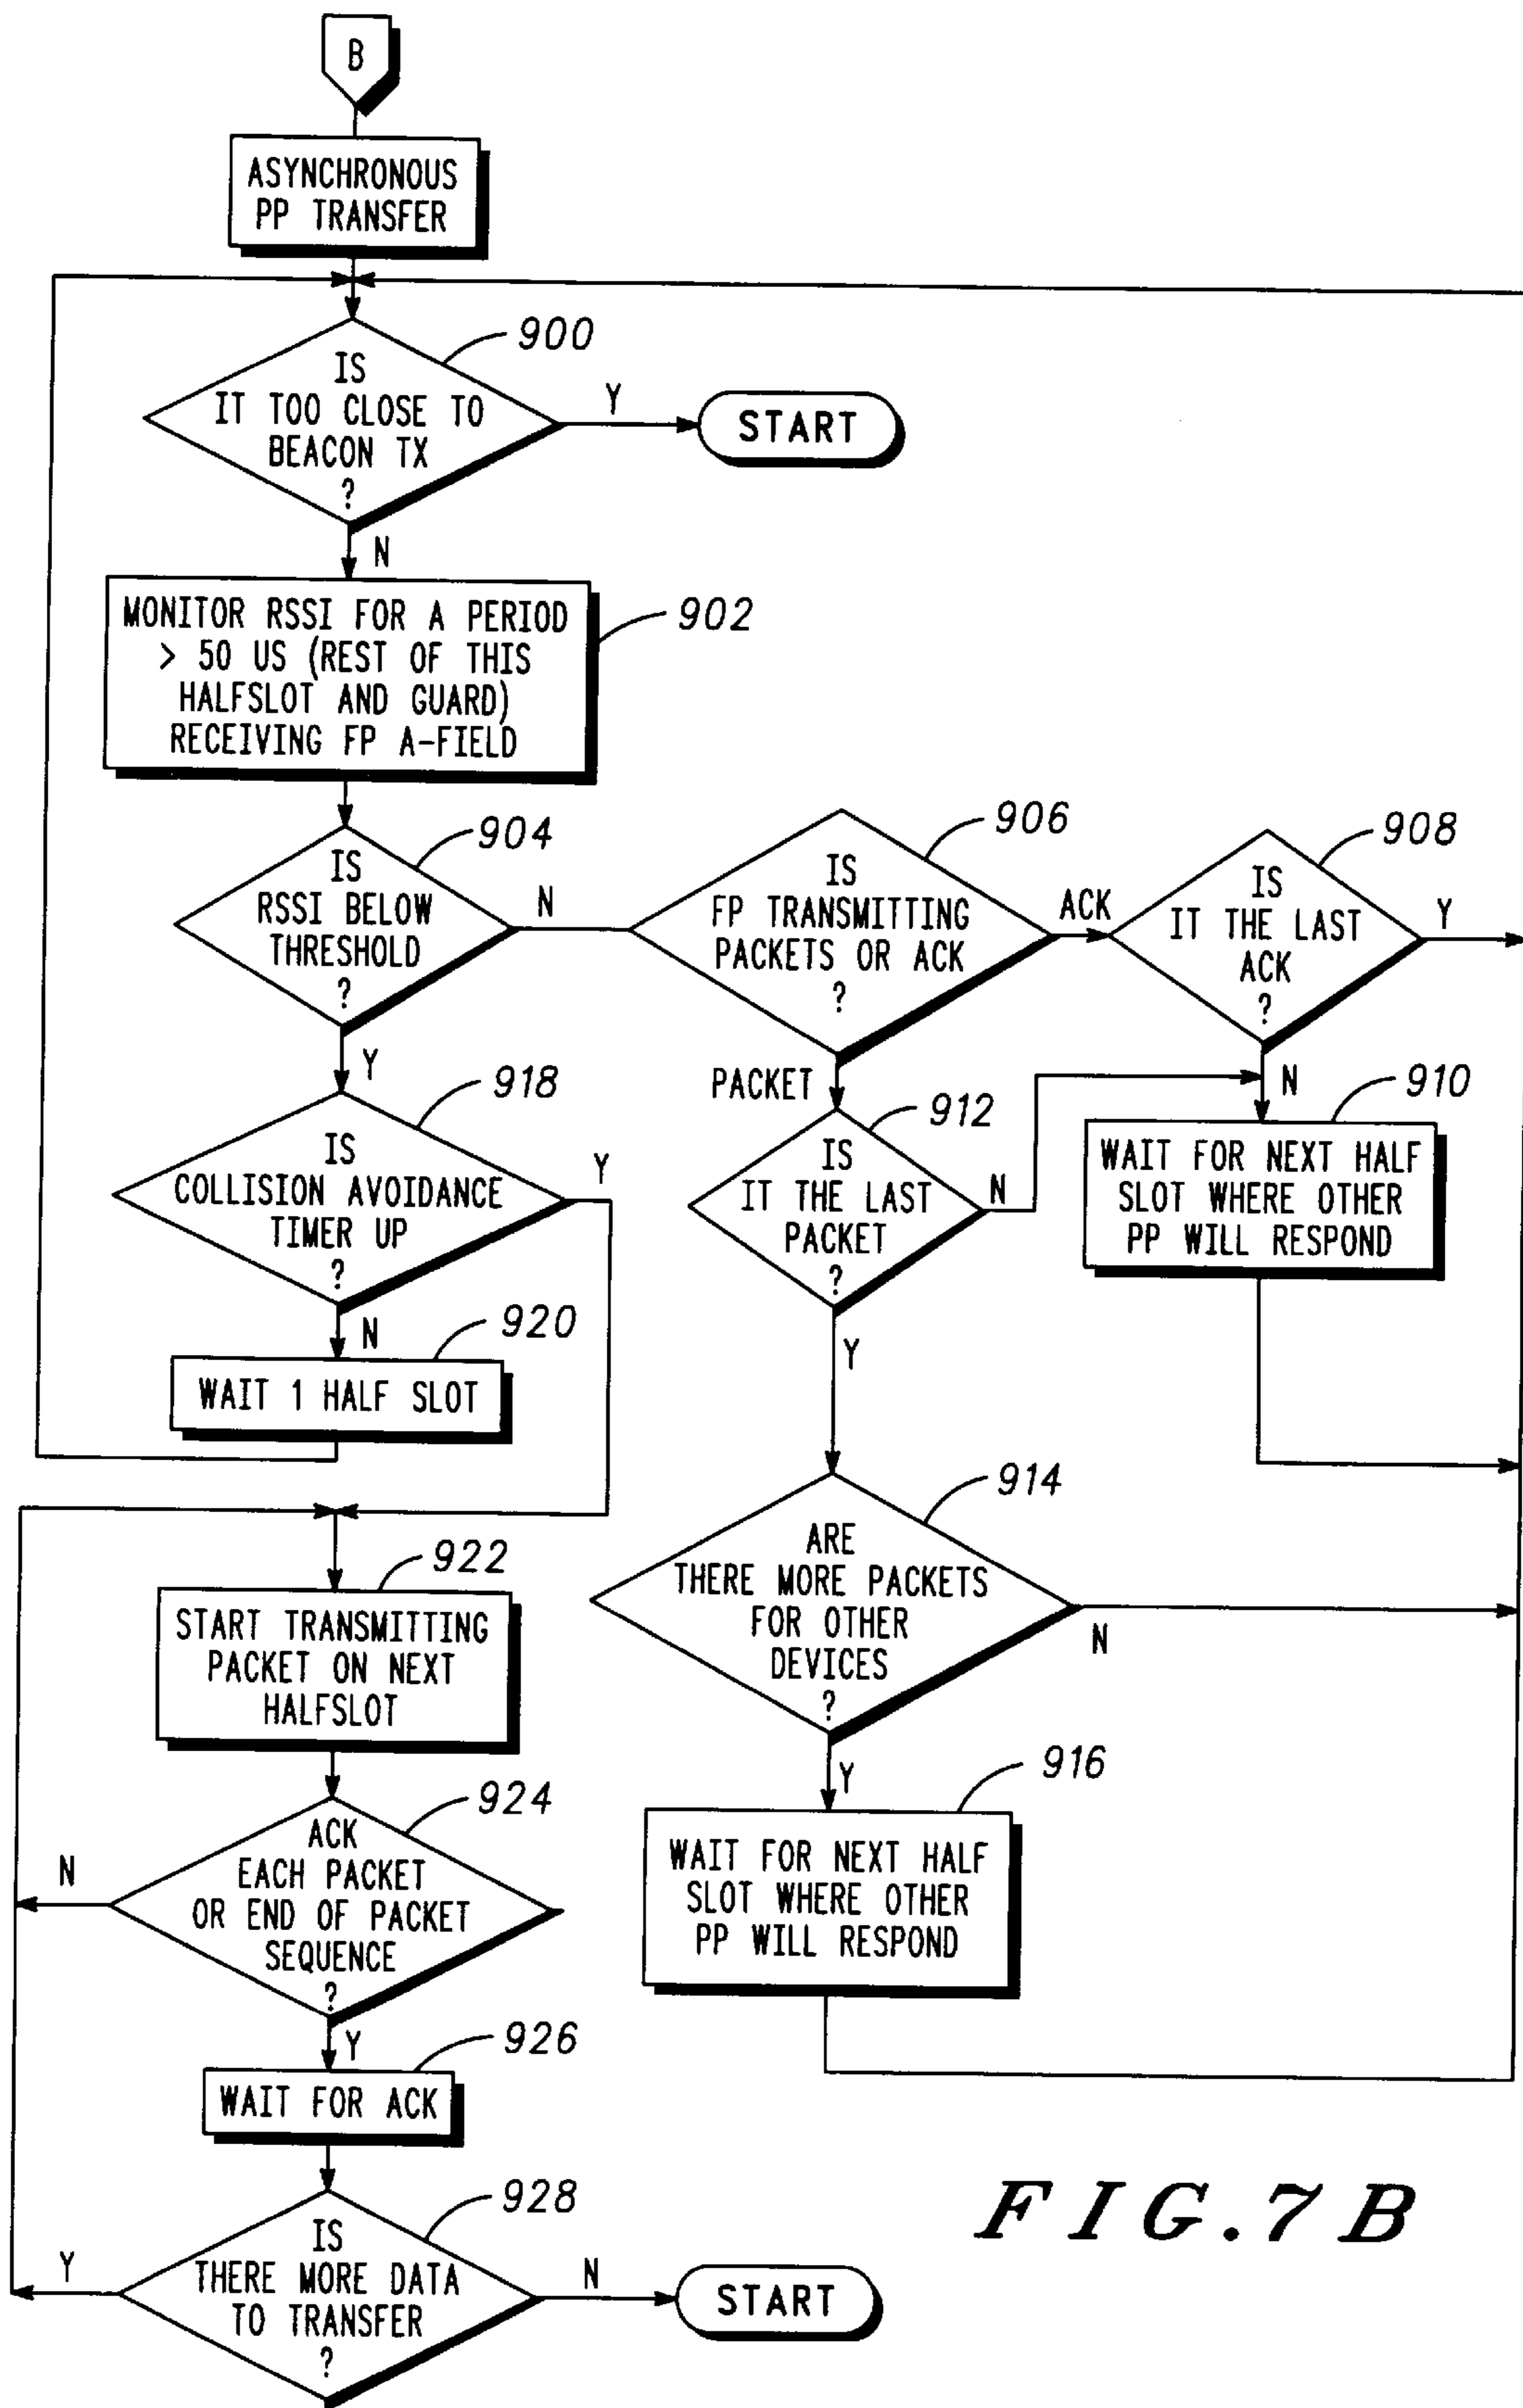 B
ASYNCHRONOUS
PP TRANSFER
900
IS
IT TOO CLOSE TO
BEACON TX
?
Y
START
N
902
MONITOR RSSI FOR A PERIOD
> 50 US (REST OF THIS
HALFSLOT AND GUARD)
RECEIVING FP A-FIELD
904
IS
RSSI BELOW
THRESHOLD
?
N
906
IS
FP TRANSMITTING
PACKETS OR ACK
?
ACK
908
IS
IT THE LAST
ACK
?
Y
Y
PACKET
N
918
IS
COLLISION AVOIDANCE
TIMER UP
?
Y
912
IS
IT THE LAST
PACKET
?
N
910
WAIT FOR NEXT HALF
SLOT WHERE OTHER
PP WILL RESPOND
N
920
WAIT 1 HALF SLOT
Y
914
ARE
THERE MORE PACKETS
FOR OTHER
DEVICES
?
N
922
START TRANSMITTING
PACKET ON NEXT
HALFSLOT
Y
916
WAIT FOR NEXT HALF
SLOT WHERE OTHER
PP WILL RESPOND
924
ACK
EACH PACKET
OR END OF PACKET
SEQUENCE
?
N
Y
926
WAIT FOR ACK
928
IS
THERE MORE DATA
TO TRANSFER
?
Y
N
START
FIG.7B